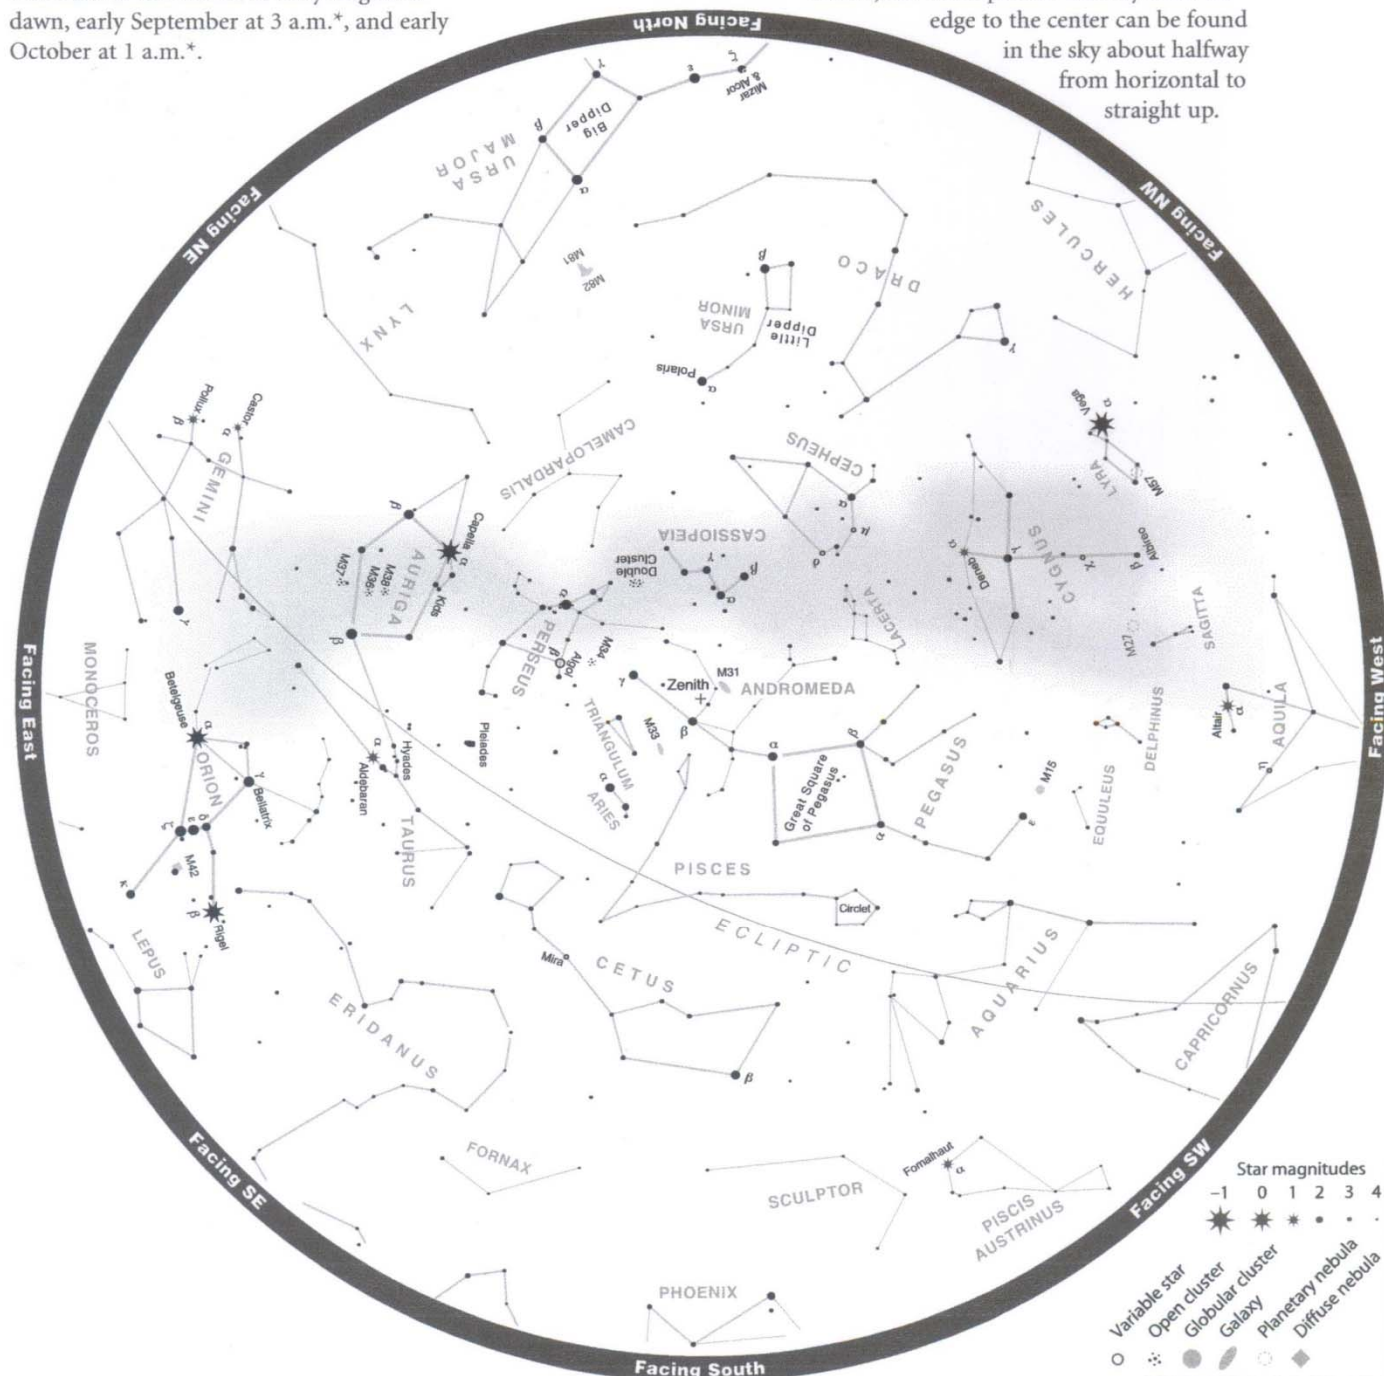 dawn, early September at 3 a.m.*, and early
October at 1 a.m.*.
edge to the center can be found
in the sky about halfway
from horizontal to
straight up.
Facing North
Facing NE
Facing NW
Facing East
Facing West
Facing SE
Facing SW
Facing South
γ
ε
ζ
Mizar
& Alcor
Big
Dipper
β
α
URSA
MAJOR
M81
M82
LYNX
HERCULES
DRACO
β
URSA
MINOR
Little
Dipper
Polaris
α
γ
Vega
α
LYRA
M57
Pollux
β
Castor
α
GEMINI
γ
CAMELOPARDALIS
CEPHEUS
α
μ
δ
CASSIOPEIA
γ
β
α
Double
Cluster
Capella
α
β
AURIGA
M37
M36
M38
Kids
β
PERSEUS
α
β
Algol
M34
Deneb
α
γ
CYGNUS
χ
β
Albireo
LACERTA
M27
SAGITTA
MONOCEROS
Betelgeuse
α
ORION
γ
Bellatrix
ζ
ε
δ
M42
κ
β
Rigel
α
Aldebaran
Hyades
Pleiades
TAURUS
γ
Zenith
M31
ANDROMEDA
β
TRIANGULUM
M33
α
ARIES
α
β
Great Square
of Pegasus
α
PEGASUS
ε
M15
EQUULEUS
DELPHINUS
Altair
α
AQUILA
η
PISCES
Circlet
ECLIPTIC
AQUARIUS
CAPRICORNUS
Mira
CETUS
β
LEPUS
ERIDANUS
FORNAX
SCULPTOR
Fomalhaut
α
PISCIS
AUSTRINUS
PHOENIX
Star magnitudes
–1 0 1 2 3 4
Variable star
Open cluster
Globular cluster
Galaxy
Planetary nebula
Diffuse nebula